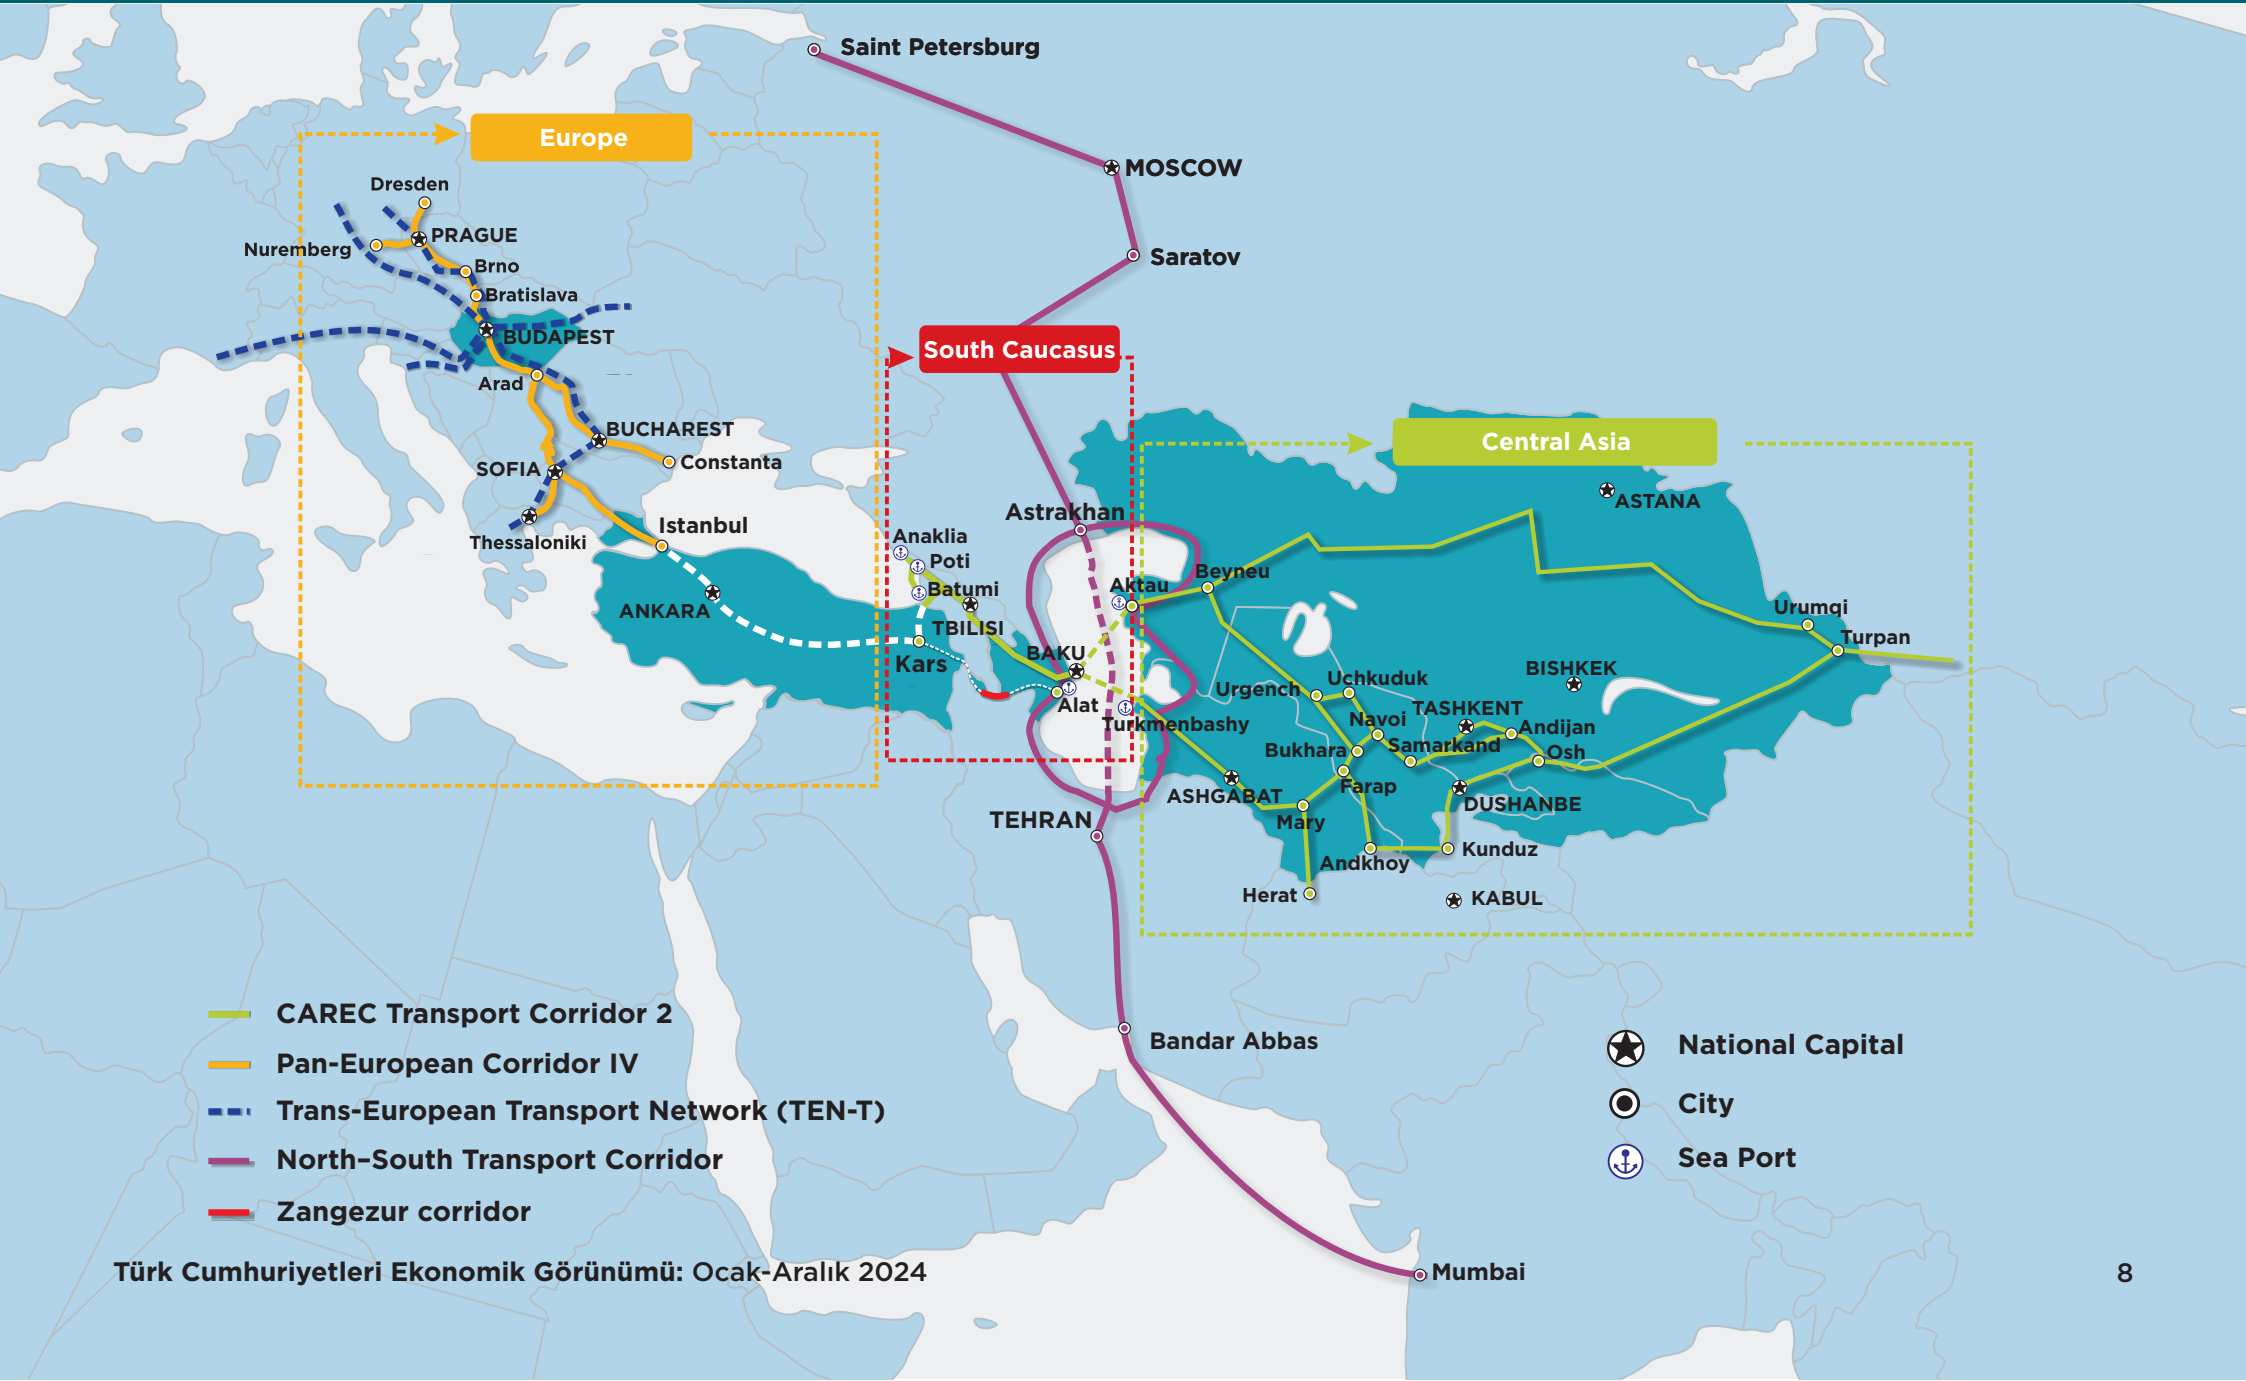 Saint Petersburg
MOSCOW
Saratov
Europe
Dresden
PRAGUE
Nuremberg
Brno
Bratislava
BUDAPEST
Arad
BUCHAREST
Constanta
SOFIA
Thessaloniki
Istanbul
ANKARA
South Caucasus
Astrakhan
Anaklia
Poti
Batumi
TBILISI
Kars
BAKU
Alat
Aktau
Turkmenbashy
TEHRAN
Central Asia
ASTANA
Beyneu
Urumqi
Turpan
BISHKEK
Uchkuduk
Urgench
TASHKENT
Navoi
Andijan
Samarkand
Bukhara
Osh
Farap
ASHGABAT
DUSHANBE
Mary
Andkhoy
Kunduz
Herat
KABUL
Bandar Abbas
Mumbai
CAREC Transport Corridor 2
Pan-European Corridor IV
Trans-European Transport Network (TEN-T)
North–South Transport Corridor
Zangezur corridor
National Capital
City
Sea Port
Türk Cumhuriyetleri Ekonomik Görünümü: Ocak-Aralık 2024
8